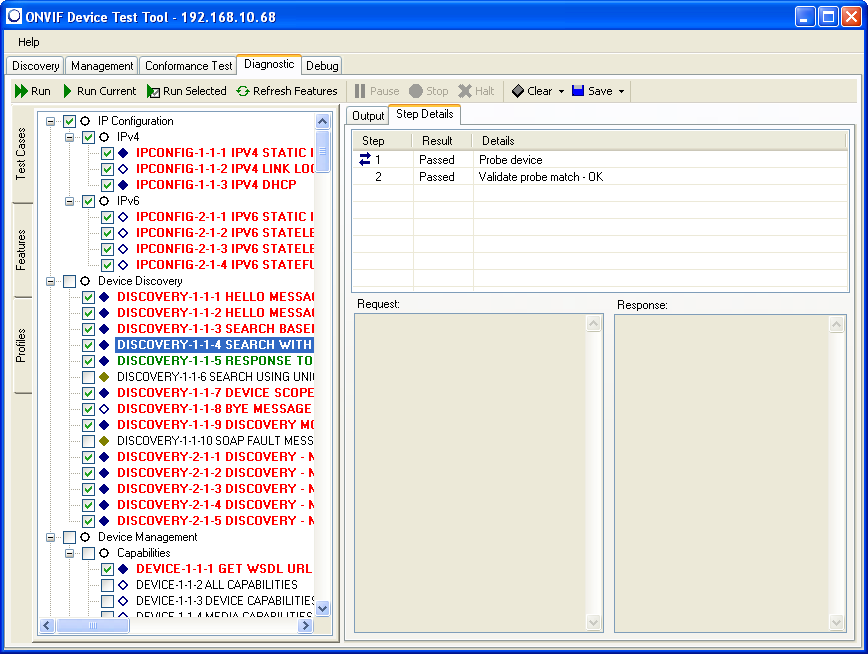 ONVIF Device Test Tool - 192.168.10.68
Help
Discovery Management Conformance Test Diagnostic Debug
Run Run Current Run Selected Refresh Features Pause Stop Halt Clear Save
Test Cases
Features
Profiles
IP Configuration
IPv4
IPCONFIG-1-1-1 IPV4 STATIC I
IPCONFIG-1-1-2 IPV4 LINK LOC
IPCONFIG-1-1-3 IPV4 DHCP
IPv6
IPCONFIG-2-1-1 IPV6 STATIC I
IPCONFIG-2-1-2 IPV6 STATELE
IPCONFIG-2-1-3 IPV6 STATELE
IPCONFIG-2-1-4 IPV6 STATEFU
Device Discovery
DISCOVERY-1-1-1 HELLO MESSAG
DISCOVERY-1-1-2 HELLO MESSAG
DISCOVERY-1-1-3 SEARCH BASEI
DISCOVERY-1-1-4 SEARCH WITH
DISCOVERY-1-1-5 RESPONSE TO
DISCOVERY-1-1-6 SEARCH USING UNI
DISCOVERY-1-1-7 DEVICE SCOPE
DISCOVERY-1-1-8 BYE MESSAGE
DISCOVERY-1-1-9 DISCOVERY MO
DISCOVERY-1-1-10 SOAP FAULT MESS
DISCOVERY-2-1-1 DISCOVERY - N
DISCOVERY-2-1-2 DISCOVERY - N
DISCOVERY-2-1-3 DISCOVERY - N
DISCOVERY-2-1-4 DISCOVERY - N
DISCOVERY-2-1-5 DISCOVERY - N
Device Management
Capabilities
DEVICE-1-1-1 GET WSDL URL
DEVICE-1-1-2 ALL CAPABILITIES
DEVICE-1-1-3 DEVICE CAPABILITIES
DEVICE-1-1-4 MEDIA CAPABILITIES
Output Step Details
Step Result Details
1 Passed Probe device
2 Passed Validate probe match - OK
Request:
Response: